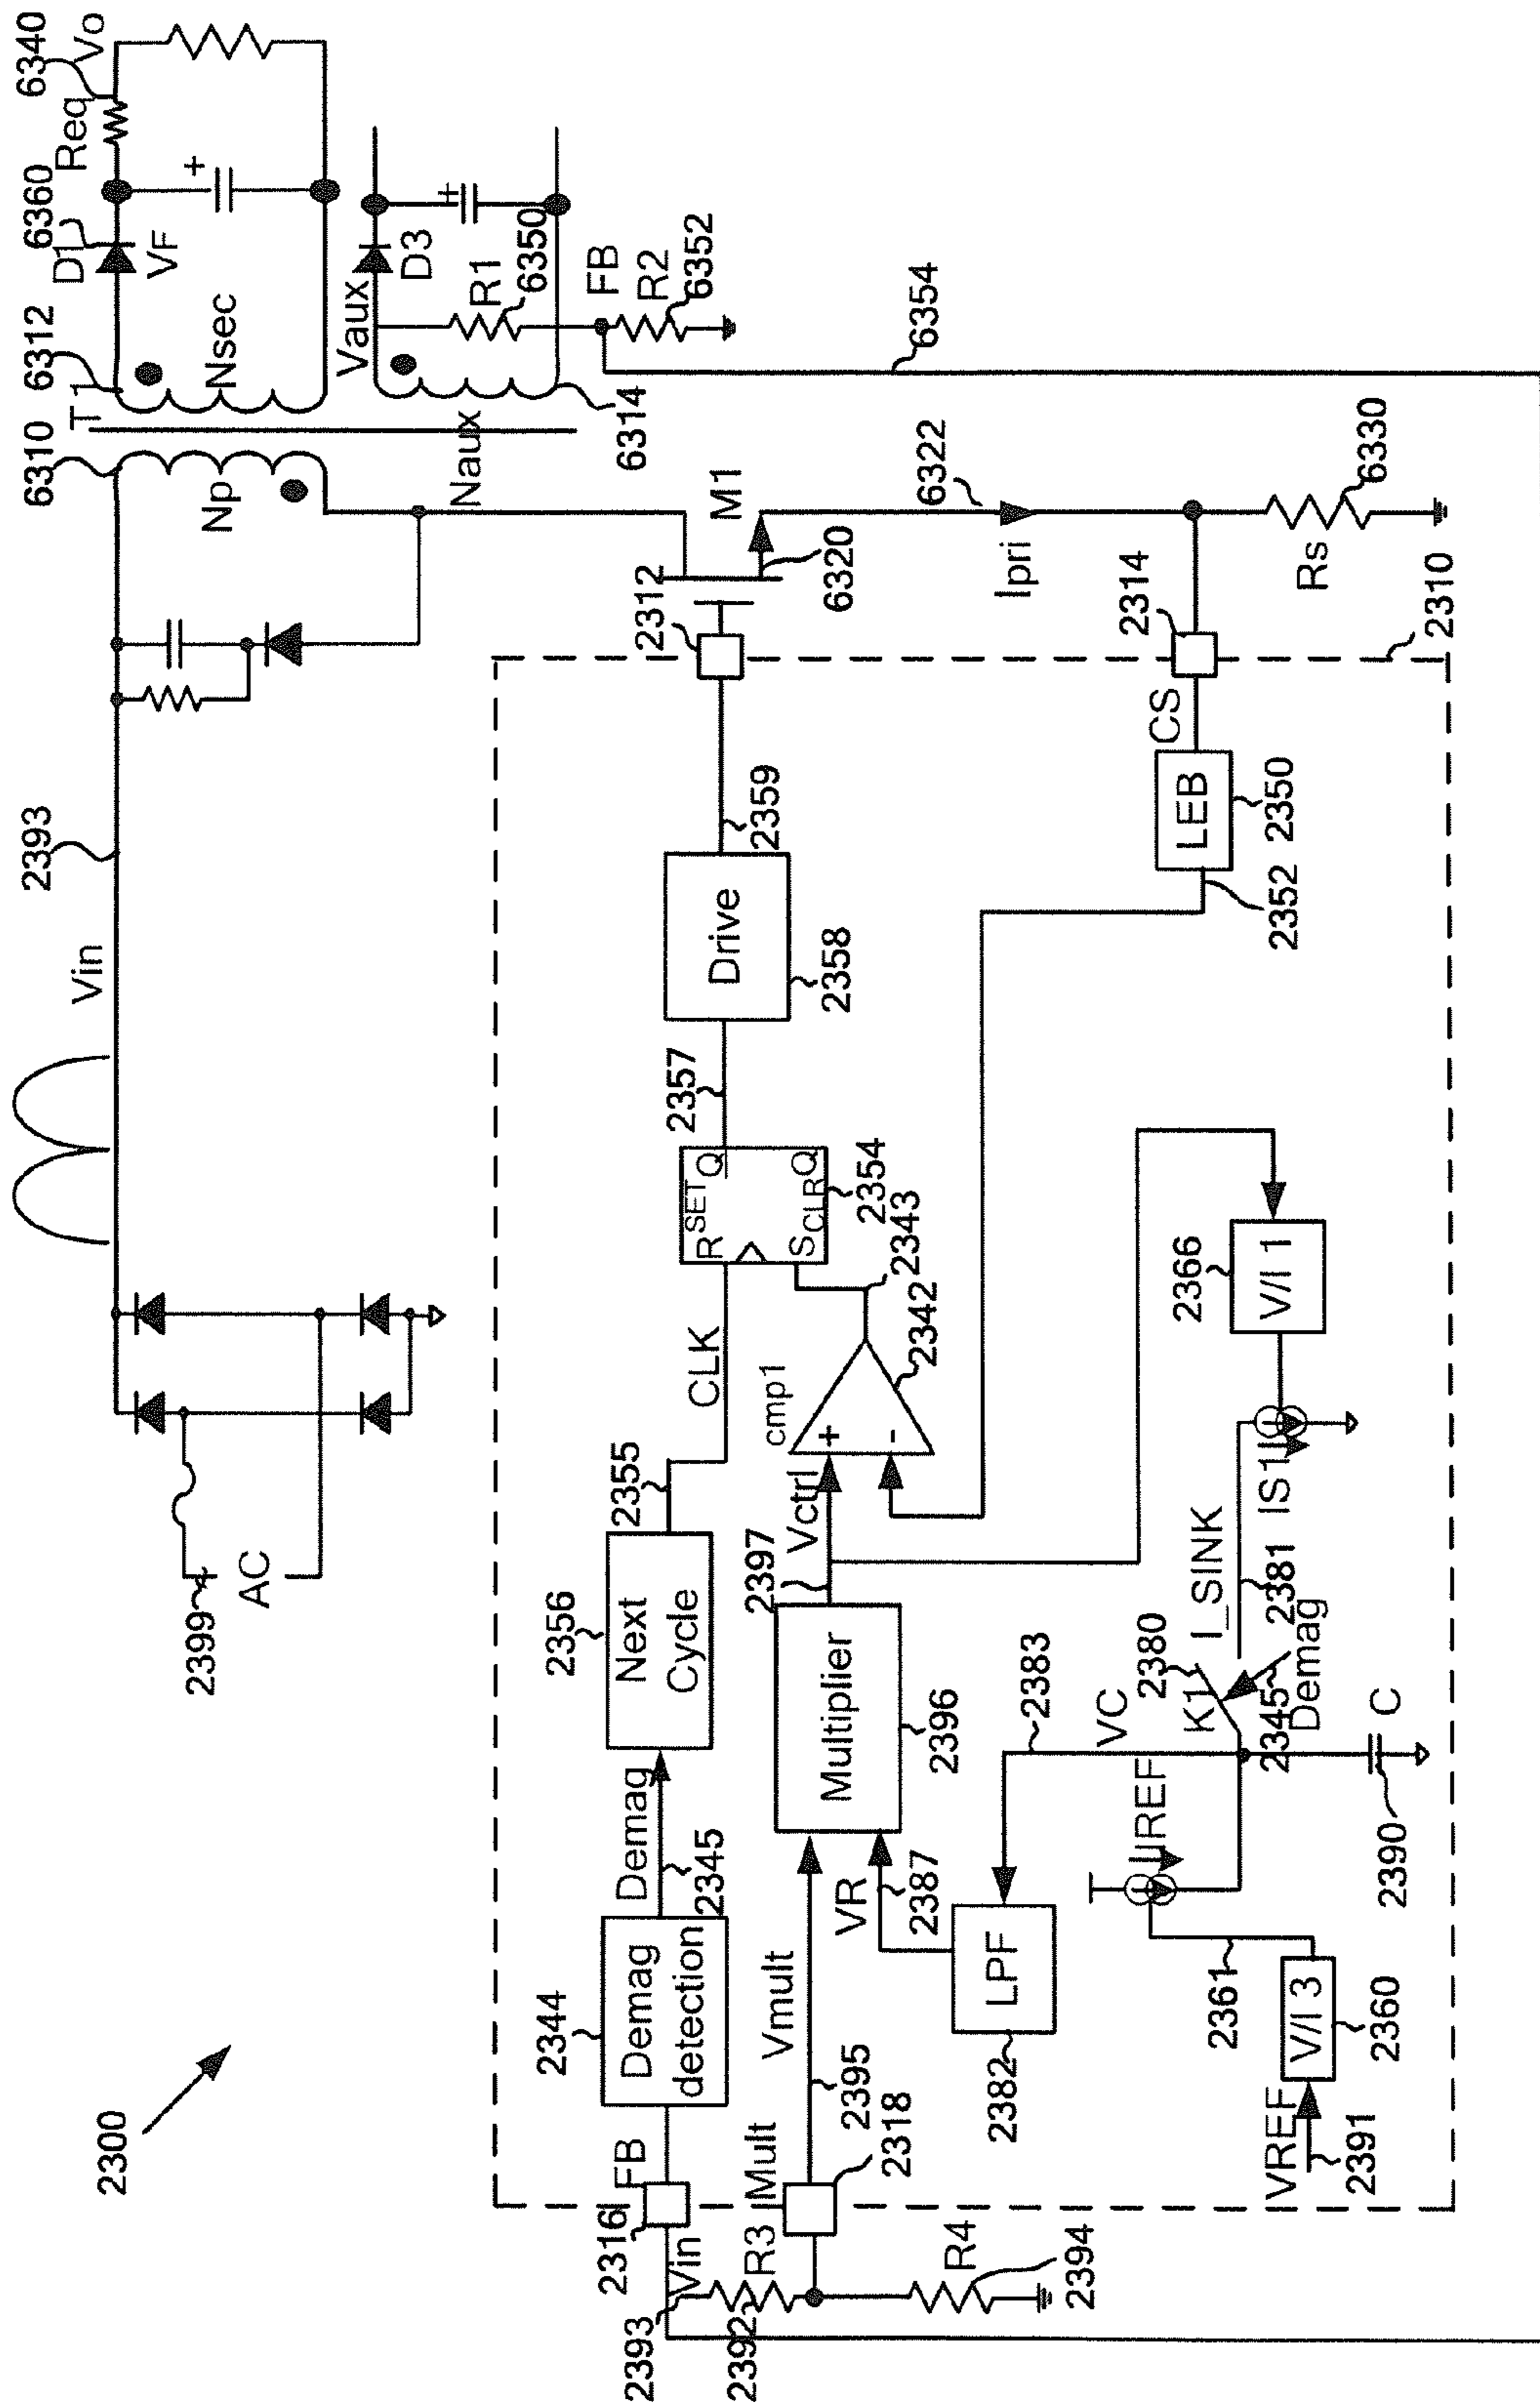 2300
2399
AC
Vin
2393
6310
T1
6312
Np
Nsec
D1
6360
VF
Req
6340
Vo
+
Vaux
Naux
6314
D3
+
R1
6350
FB
R2
6352
6354
M1
6320
6322
Ipri
Rs
6330
2310
2312
2314
CS
LEB
2350
2352
2316
FB
Vin
2393
R3
2392
R4
2394
Mult
2318
2344
Demag
detection
Demag
2345
2356
Next
Cycle
2355
CLK
R
SET
Q
S
CLR
Q
2354
2357
Drive
2358
2359
Vmult
2395
Multiplier
2396
2397
Vctrl
cmp1
+
-
2342
2343
VR
2387
LPF
2382
VC
2383
VREF
2391
V/I 3
2360
2361
IREF
K1
2380
2345
Demag
C
2390
I_SINK
2381
IS1
V/I 1
2366